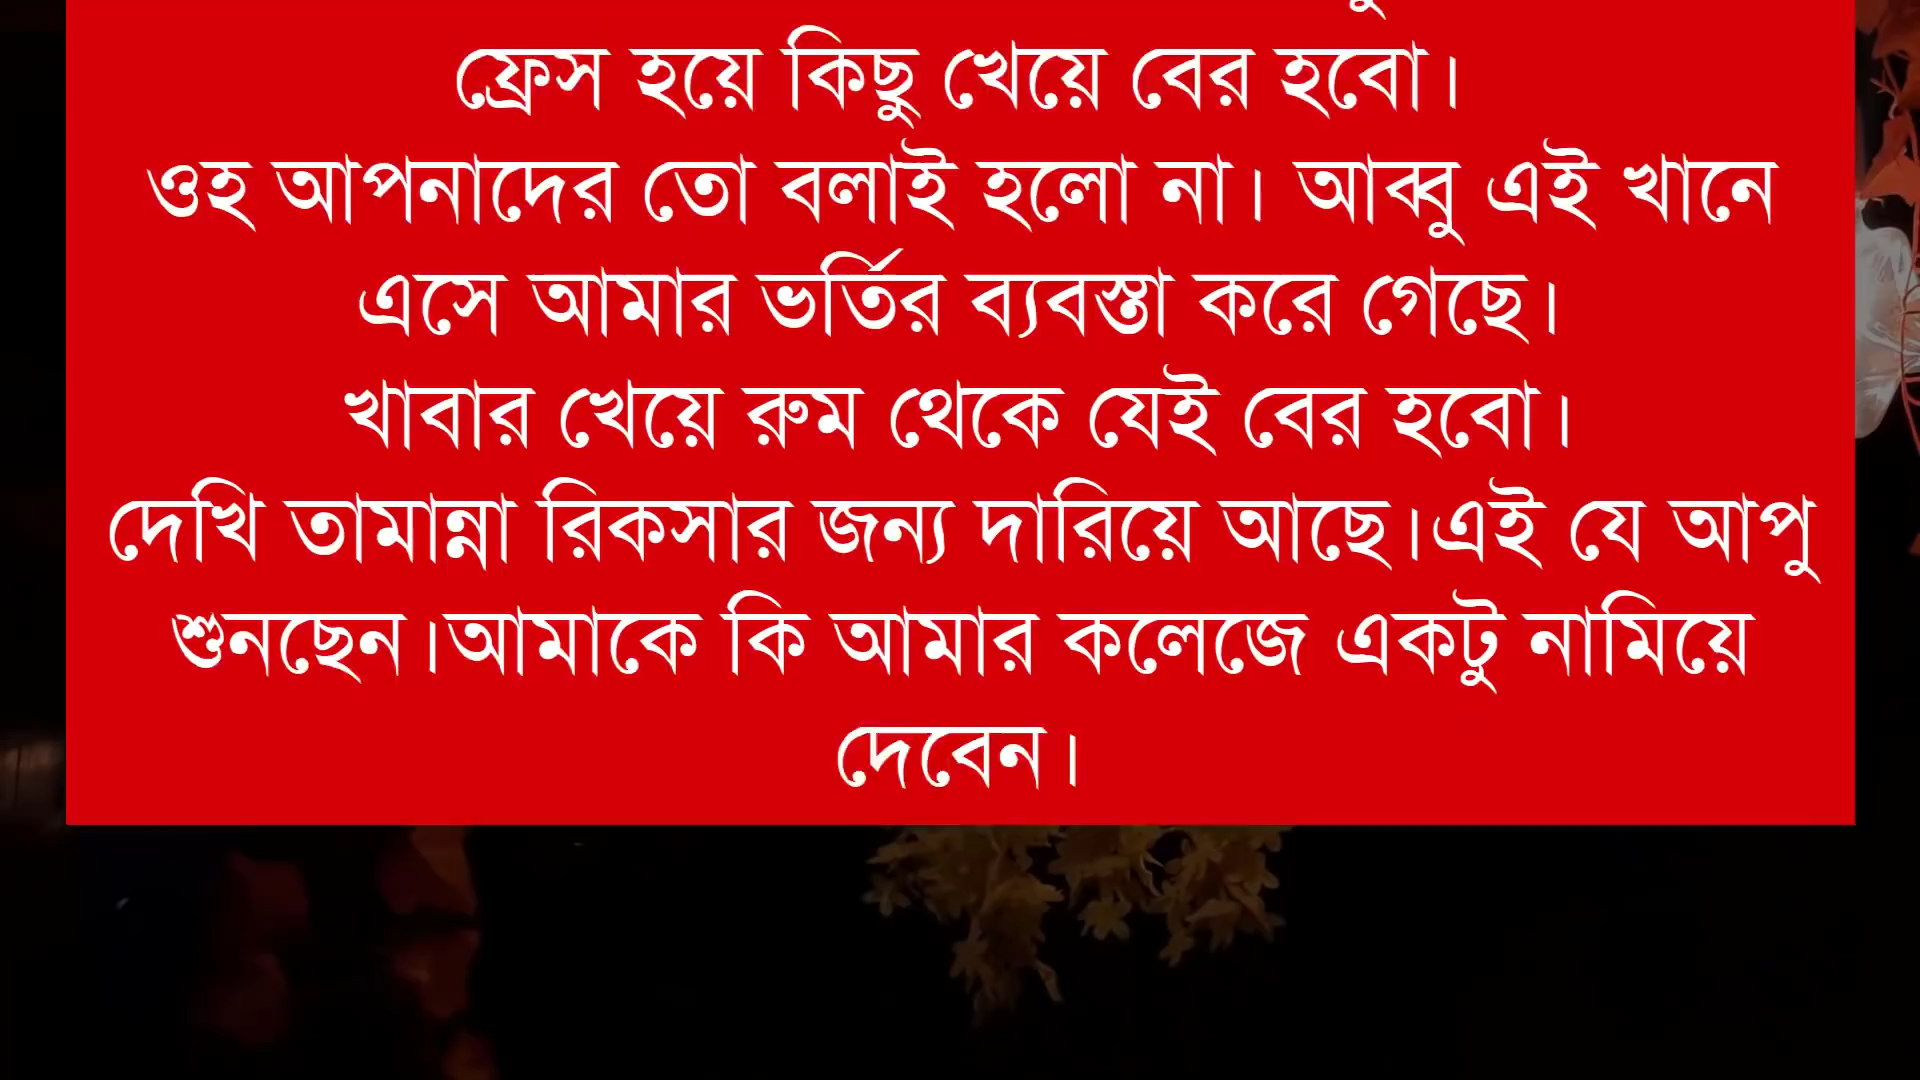 ফ্রেস হয়ে কিছু খেয়ে বের হবো।
ওহ আপনাদের তো বলাই হলো না। আব্বু এই খানে
এসে আমার ভর্তির ব্যবস্তা করে গেছে।
খাবার খেয়ে রুম থেকে যেই বের হবো।
দেখি তামান্না রিকসার জন্য দারিয়ে আছে।এই যে আপু
শুনছেন।আমাকে কি আমার কলেজে একটু নামিয়ে
দেবেন।